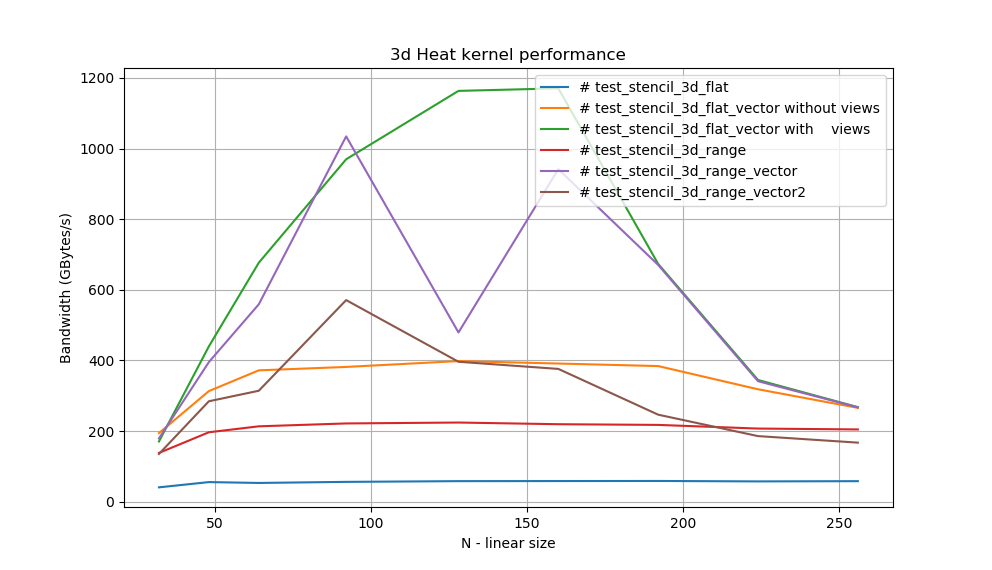 3d Heat kernel performance
1200
1000
800
600
400
200
0
Bandwidth (GBytes/s)
# test_stencil_3d_flat
# test_stencil_3d_flat_vector without views
# test_stencil_3d_flat_vector with    views
# test_stencil_3d_range
# test_stencil_3d_range_vector
# test_stencil_3d_range_vector2
50
100
150
200
250
N - linear size